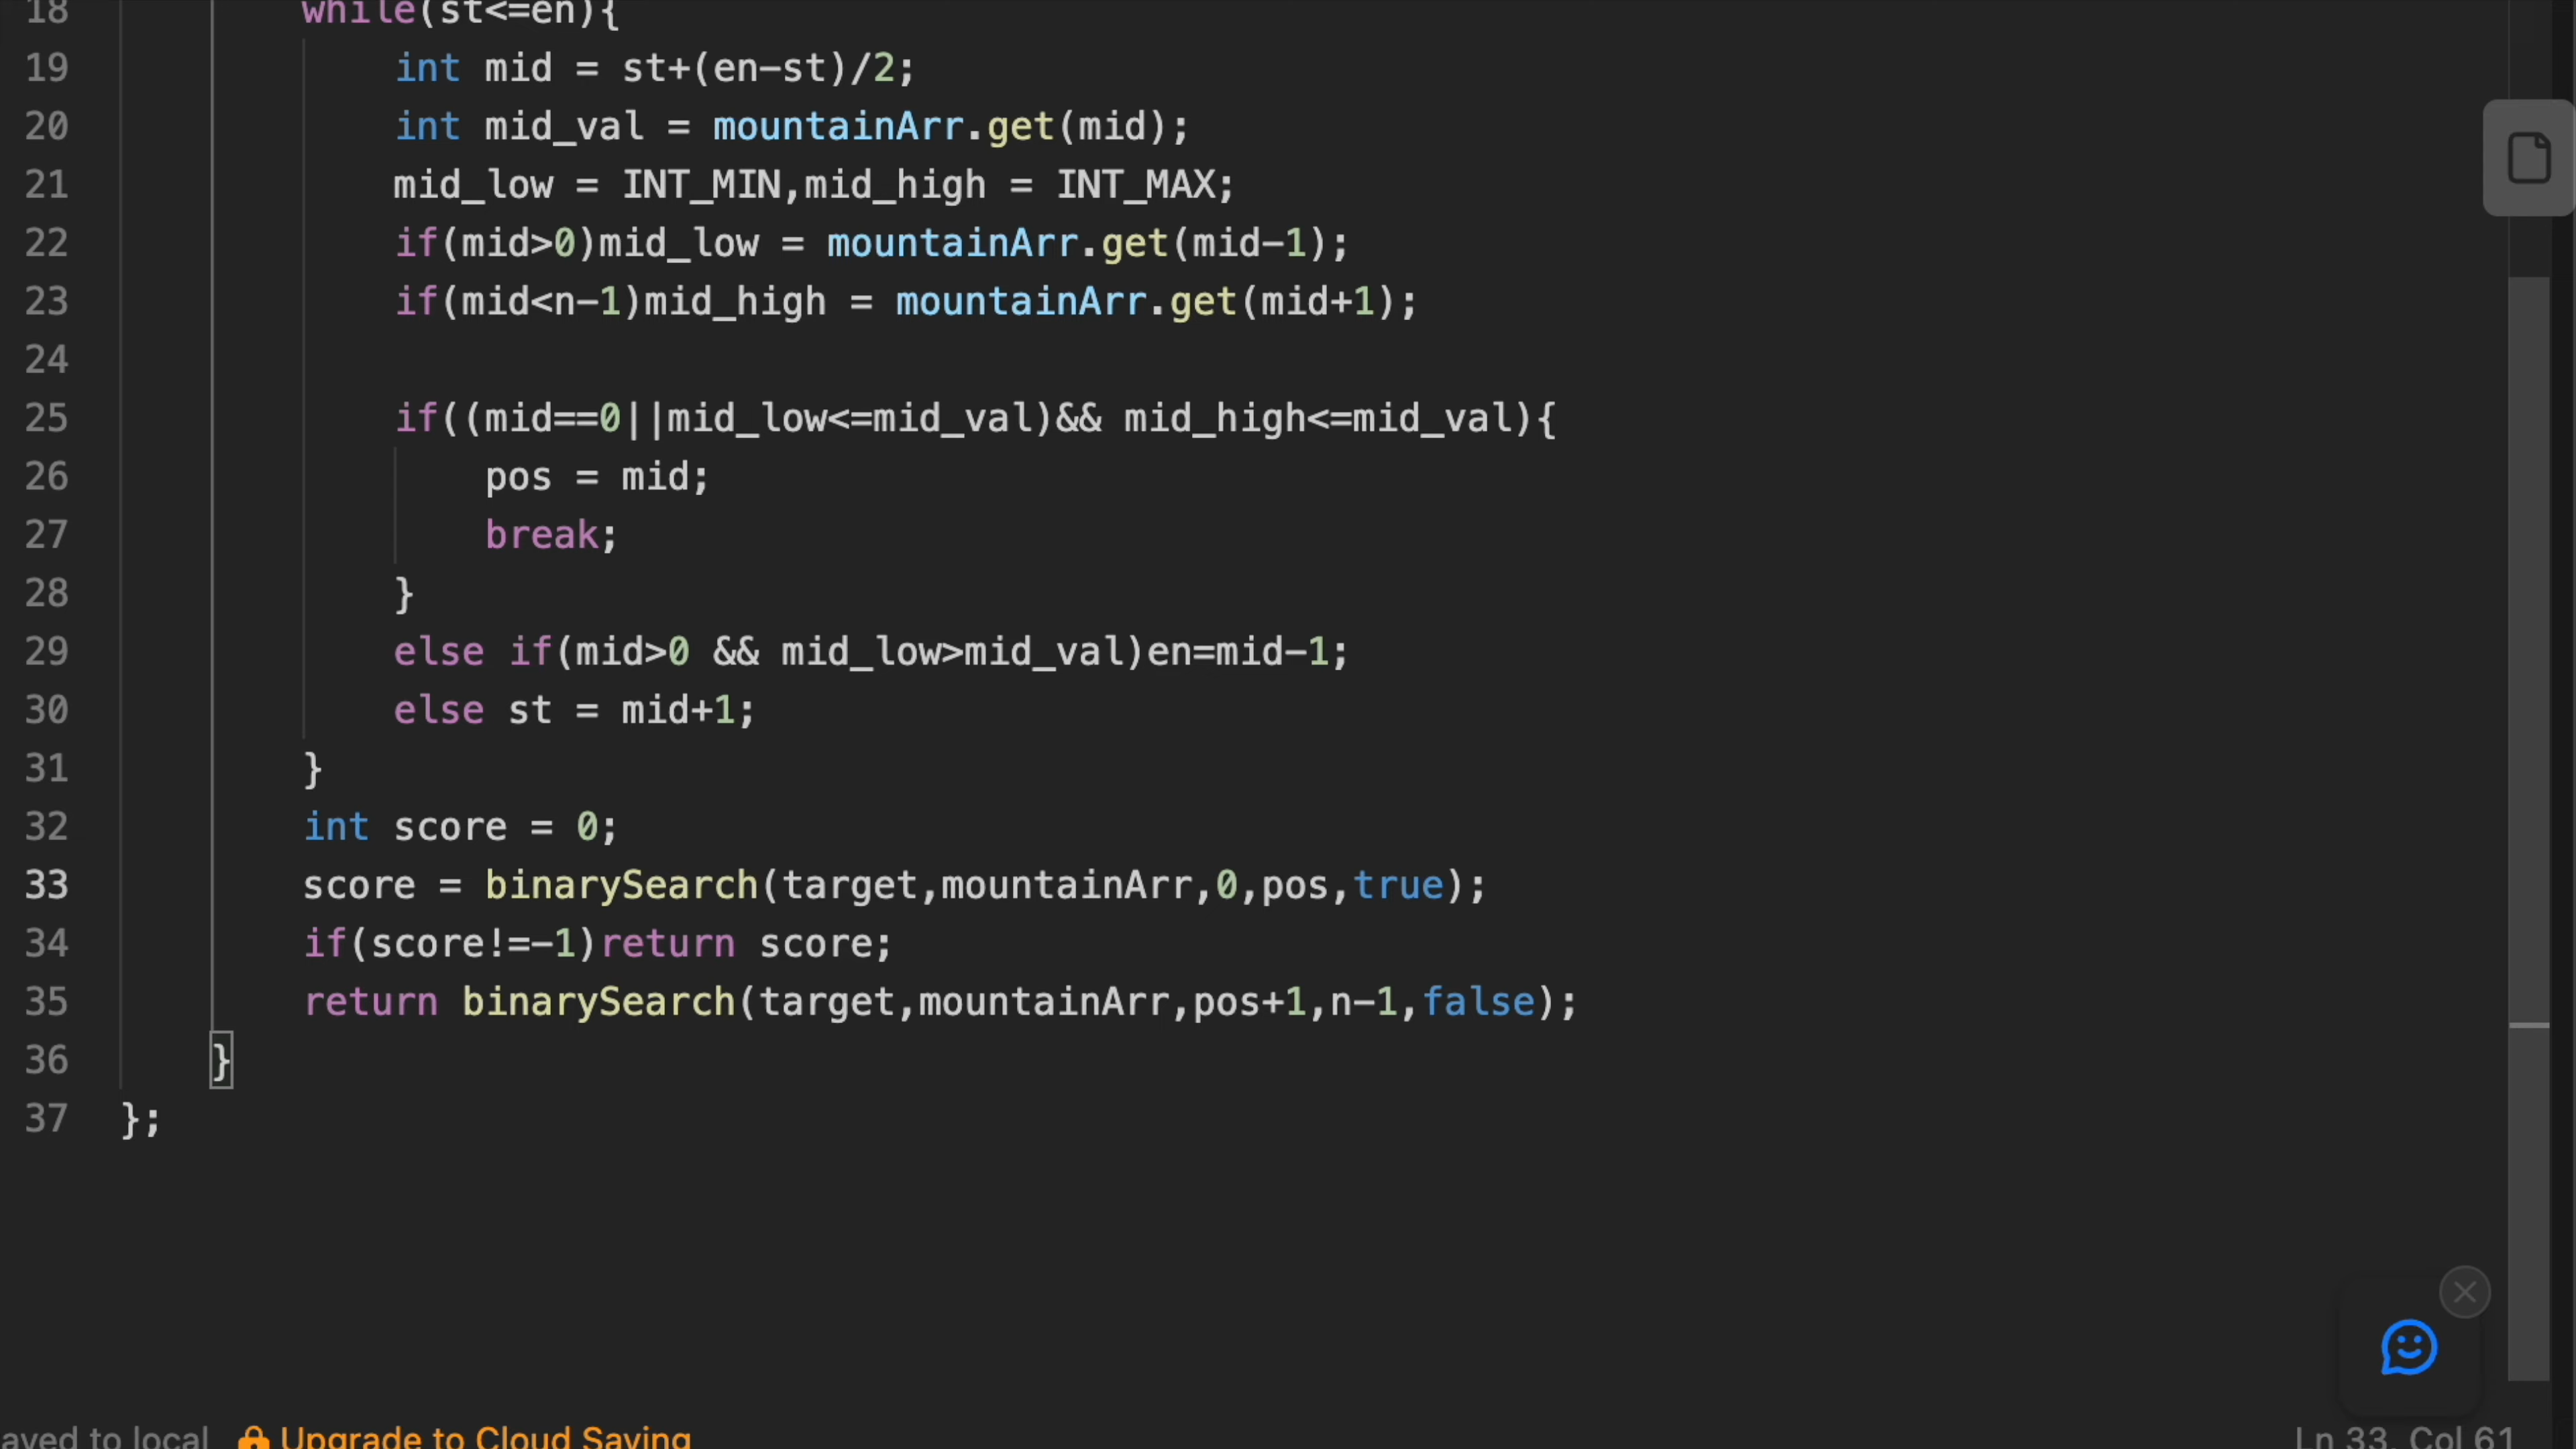 18 while(st<=en){
19 int mid = st+(en-st)/2;
20 int mid_val = mountainArr.get(mid);
21 mid_low = INT_MIN,mid_high = INT_MAX;
22 if(mid>0)mid_low = mountainArr.get(mid-1);
23 if(mid<n-1)mid_high = mountainArr.get(mid+1);
24
25 if((mid==0||mid_low<=mid_val)&& mid_high<=mid_val){
26 pos = mid;
27 break;
28 }
29 else if(mid>0 && mid_low>mid_val)en=mid-1;
30 else st = mid+1;
31 }
32 int score = 0;
33 score = binarySearch(target,mountainArr,0,pos,true);
34 if(score!=-1)return score;
35 return binarySearch(target,mountainArr,pos+1,n-1,false);
36 }
37 };
aved to local Upgrade to Cloud Saving Ln 33, Col 61